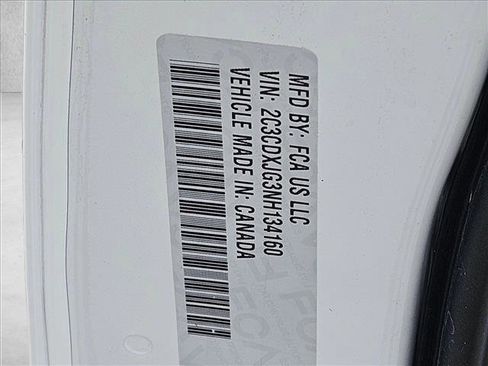 MFD BY: FCA US LLC
VIN: 2C3CDXJG3NH134160
VEHICLE MADE IN: CANADA